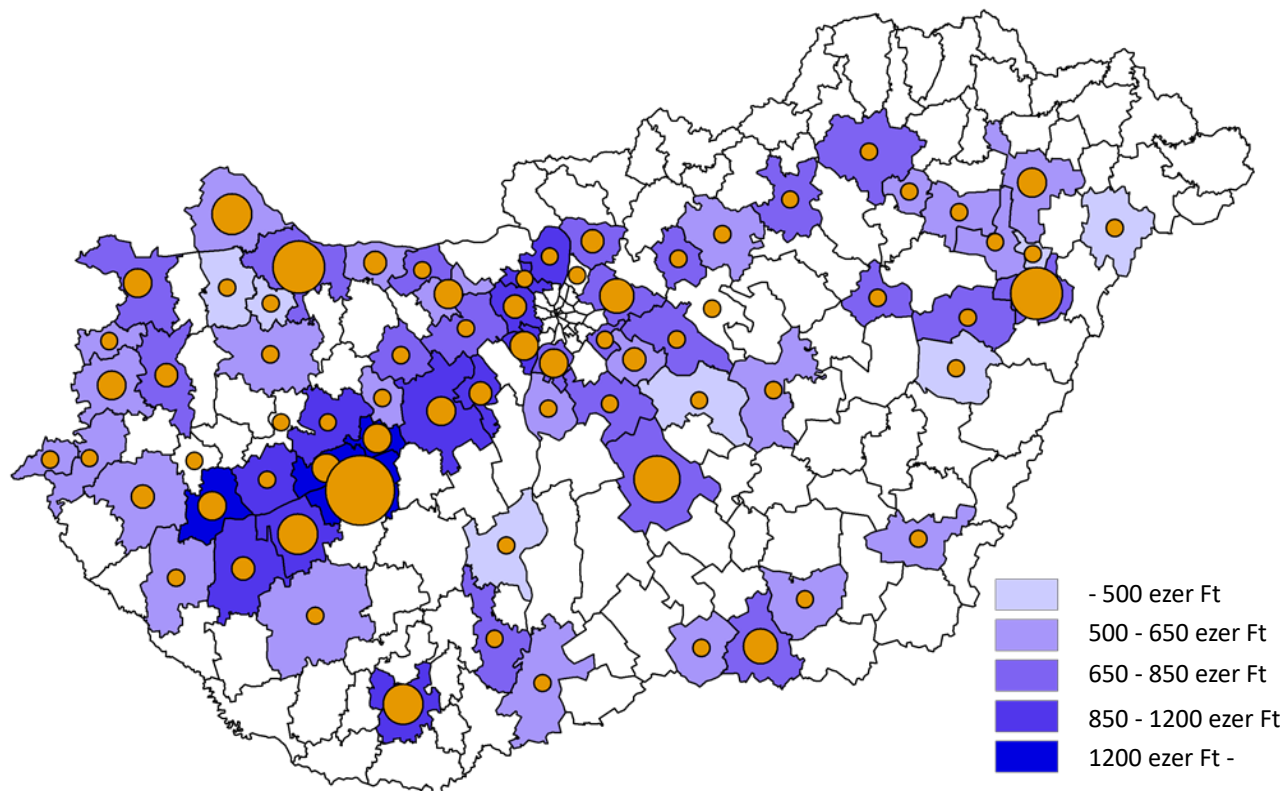 - 500 ezer Ft
500 - 650 ezer Ft
650 - 850 ezer Ft
850 - 1200 ezer Ft
1200 ezer Ft -